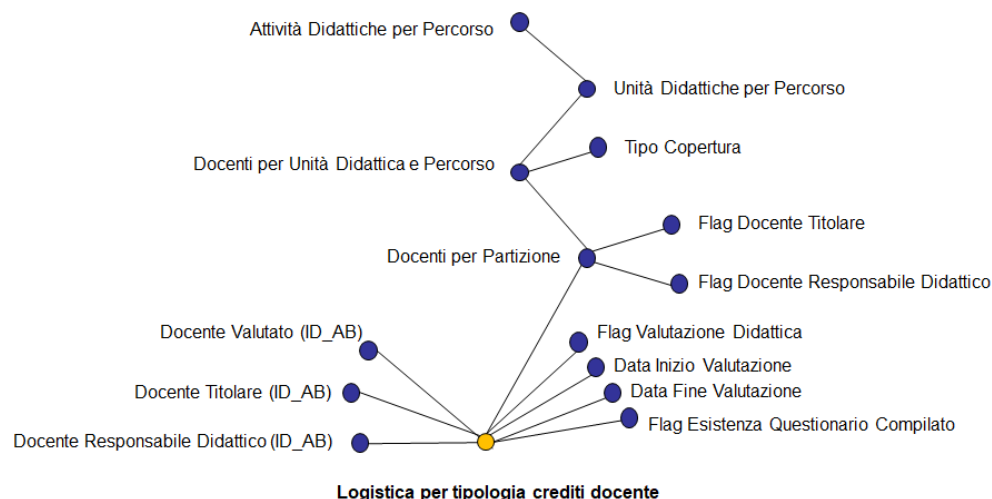 Attività Didattiche per Percorso
Unità Didattiche per Percorso
Tipo Copertura
Docenti per Unità Didattica e Percorso
Flag Docente Titolare
Docenti per Partizione
Flag Docente Responsabile Didattico
Docente Valutato (ID_AB)
Flag Valutazione Didattica
Data Inizio Valutazione
Docente Titolare (ID_AB)
Data Fine Valutazione
Flag Esistenza Questionario Compilato
Docente Responsabile Didattico (ID_AB)
Logistica per tipologia crediti docente